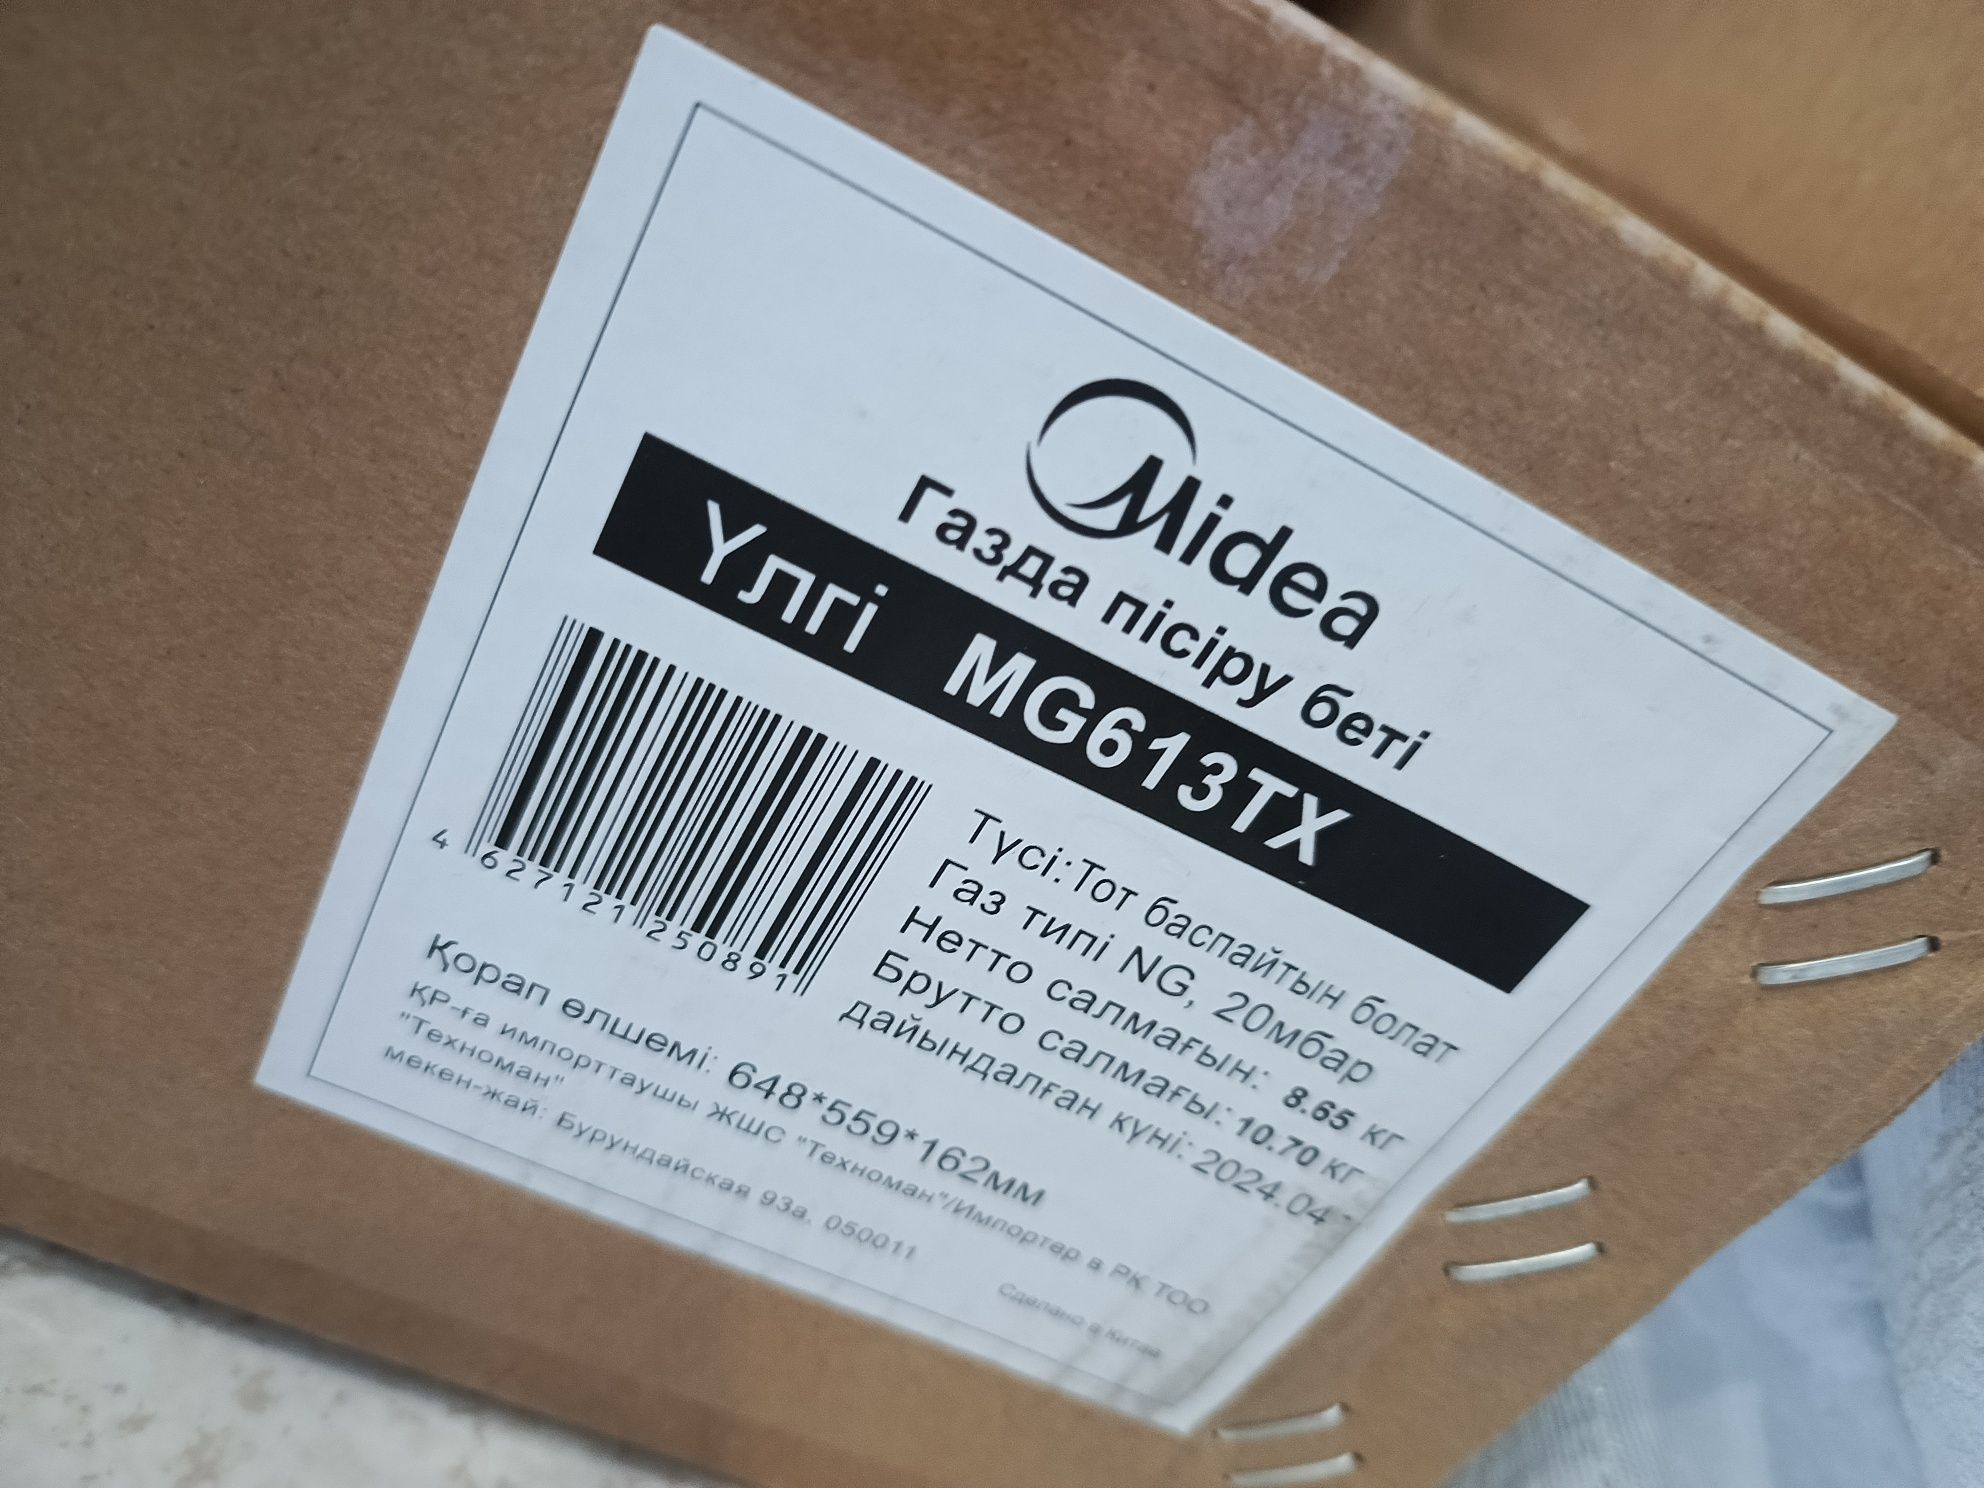 Midea
Газда пісіру беті
Үлгі MG613TX
Түсі:Тот баспайтын болат
Газ типі NG, 20мбар
Нетто салмағын: 8.65 кг
Брутто салмағы: 10.70 кг
дайындалған күні: 2024.04
4 627121 250891
Қорап өлшемі: 648*559*162мм
ҚР-ға импорттаушы ЖШС "Техноман"/Импортер в РК ТОО
"Техноман"
мекен-жай: Бурундайская 93а, 050011
Сделано в Китае